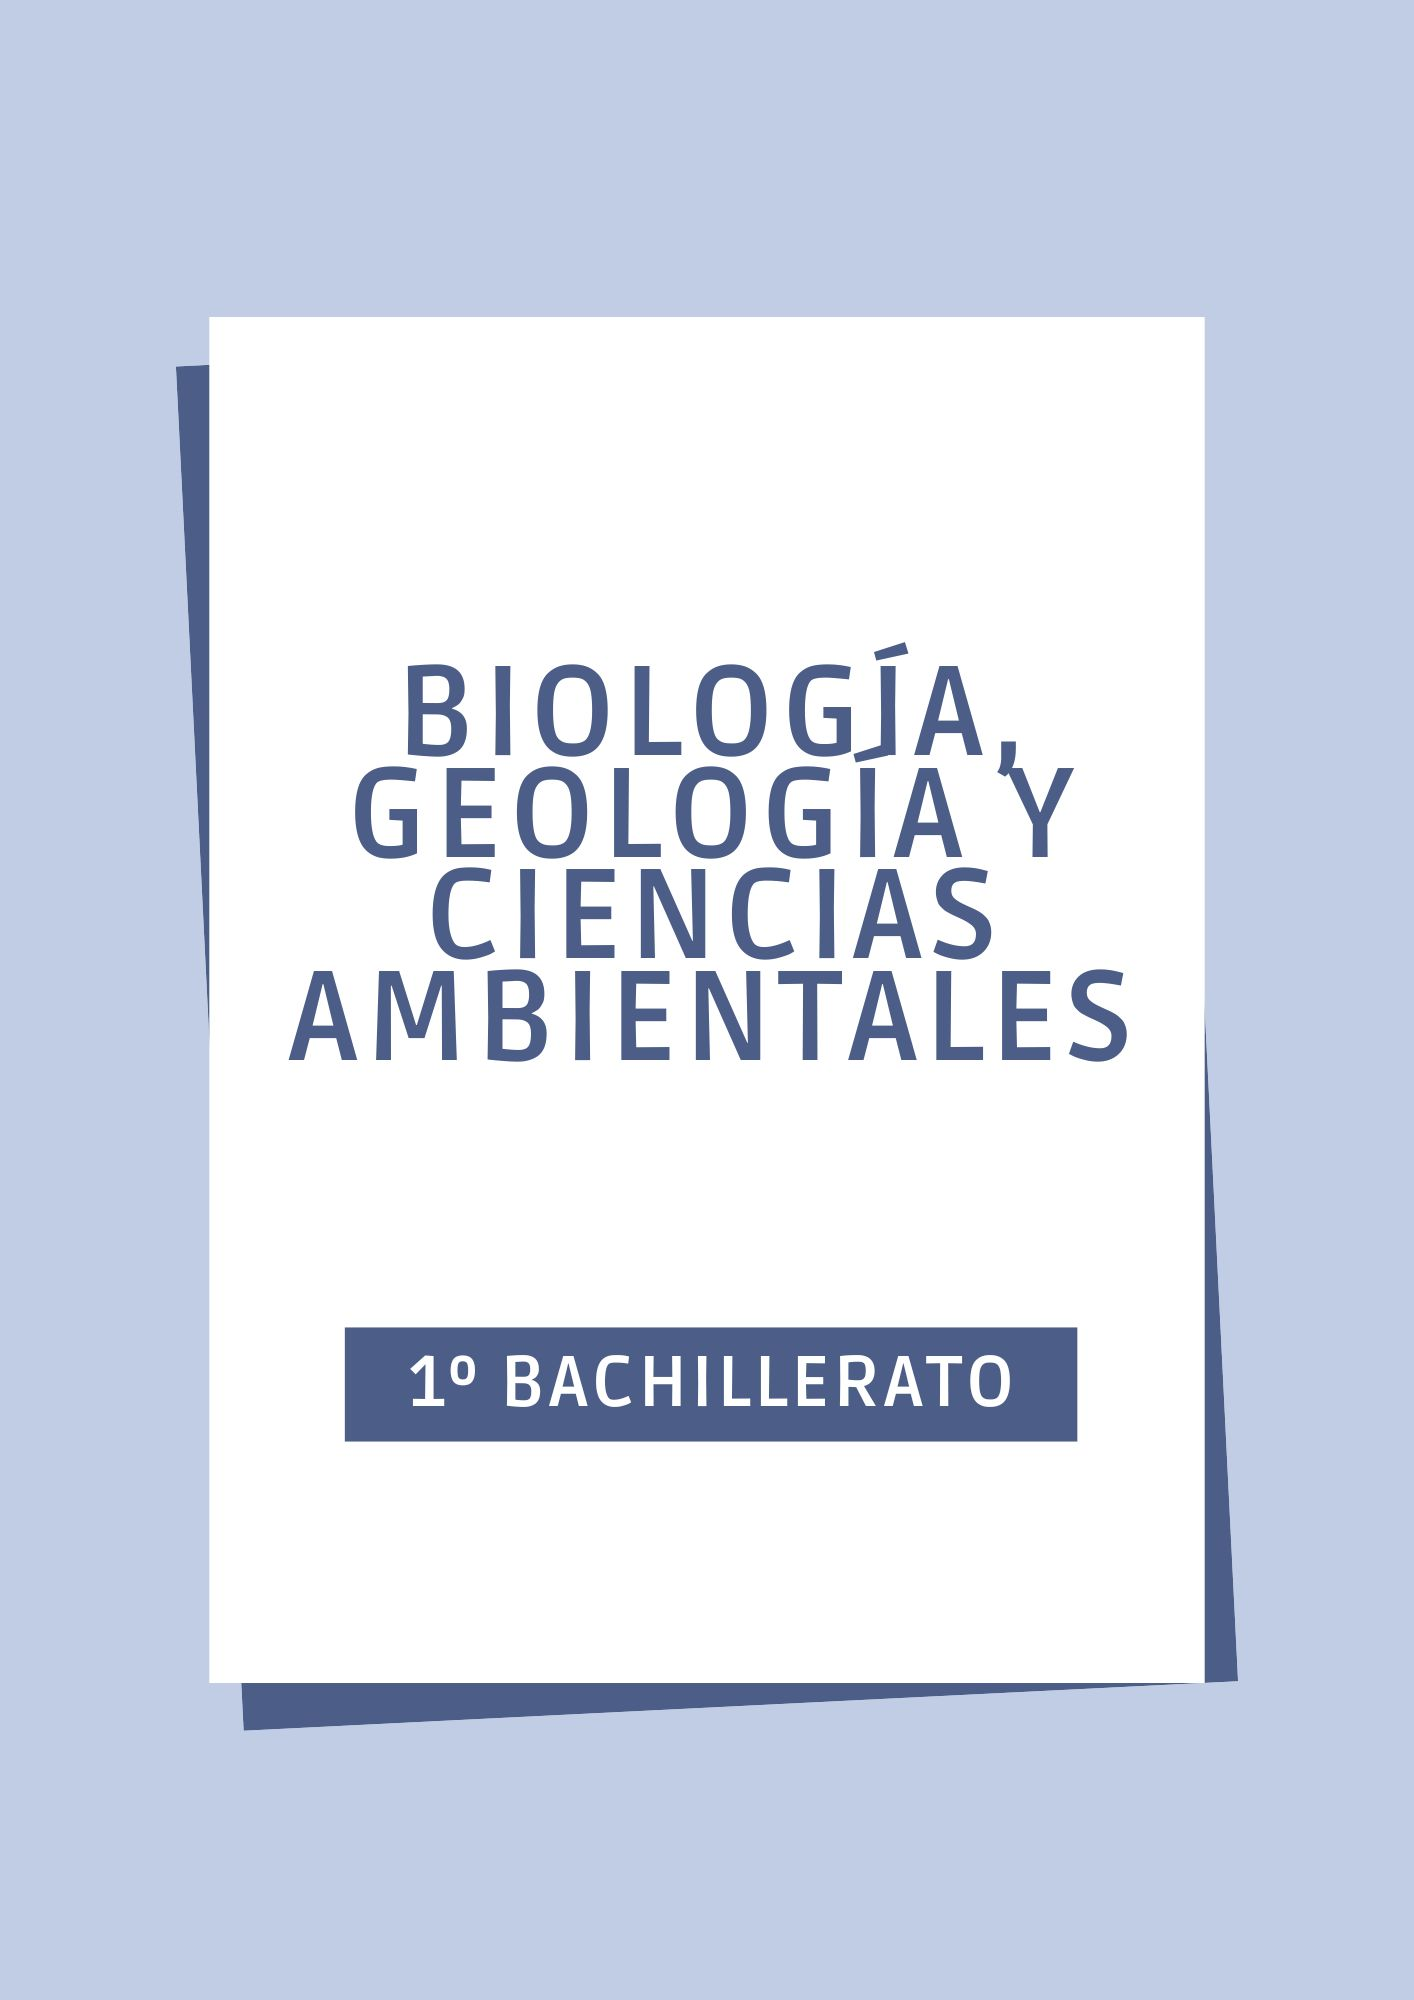 BIOLOGÍA,
GEOLOGÍA Y
CIENCIAS
AMBIENTALES
1º BACHILLERATO